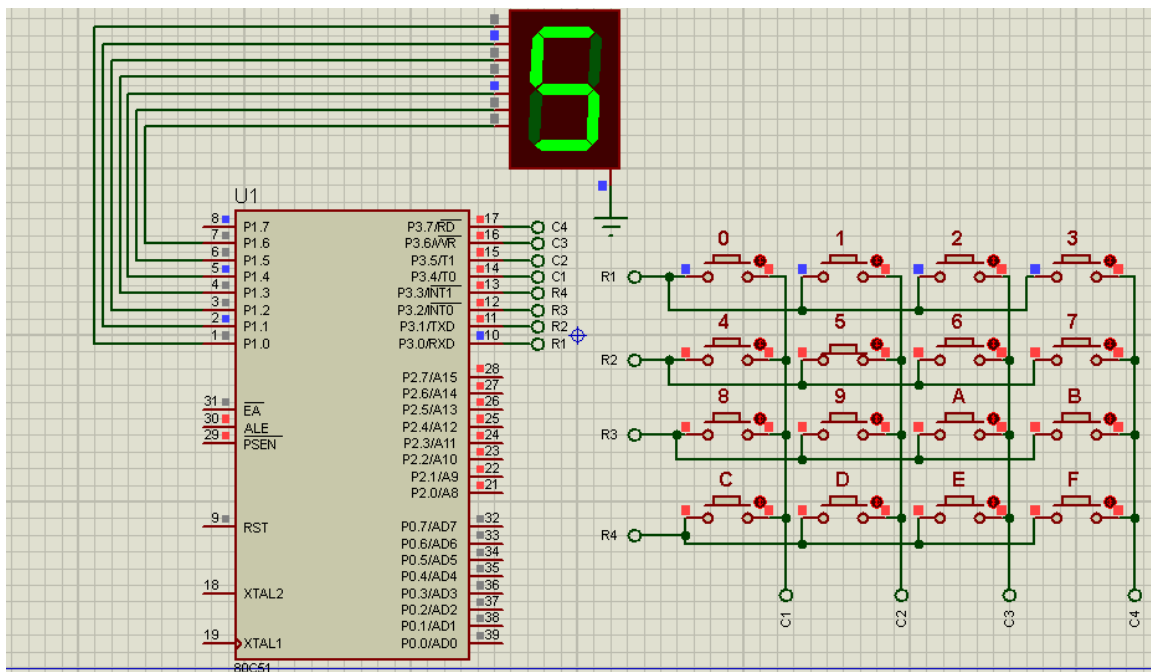 U1
8 P1.7
7 P1.6
6 P1.5
5 P1.4
4 P1.3
3 P1.2
2 P1.1
1 P1.0
31 EA
30 ALE
29 PSEN
9 RST
18 XTAL2
19 XTAL1
80C51
P3.7/RD 17 C4
P3.6/WR 16 C3
P3.5/T1 15 C2
P3.4/T0 14 C1
P3.3/INT1 13 R4
P3.2/INT0 12 R3
P3.1/TXD 11 R2
P3.0/RXD 10 R1
P2.7/A15 28
P2.6/A14 27
P2.5/A13 26
P2.4/A12 25
P2.3/A11 24
P2.2/A10 23
P2.1/A9 22
P2.0/A8 21
P0.7/AD7 32
P0.6/AD6 33
P0.5/AD5 34
P0.4/AD4 35
P0.3/AD3 36
P0.2/AD2 37
P0.1/AD1 38
P0.0/AD0 39
5
0 1 2 3
R1
4 5 6 7
R2
8 9 A B
R3
C D E F
R4
C1 C2 C3 C4